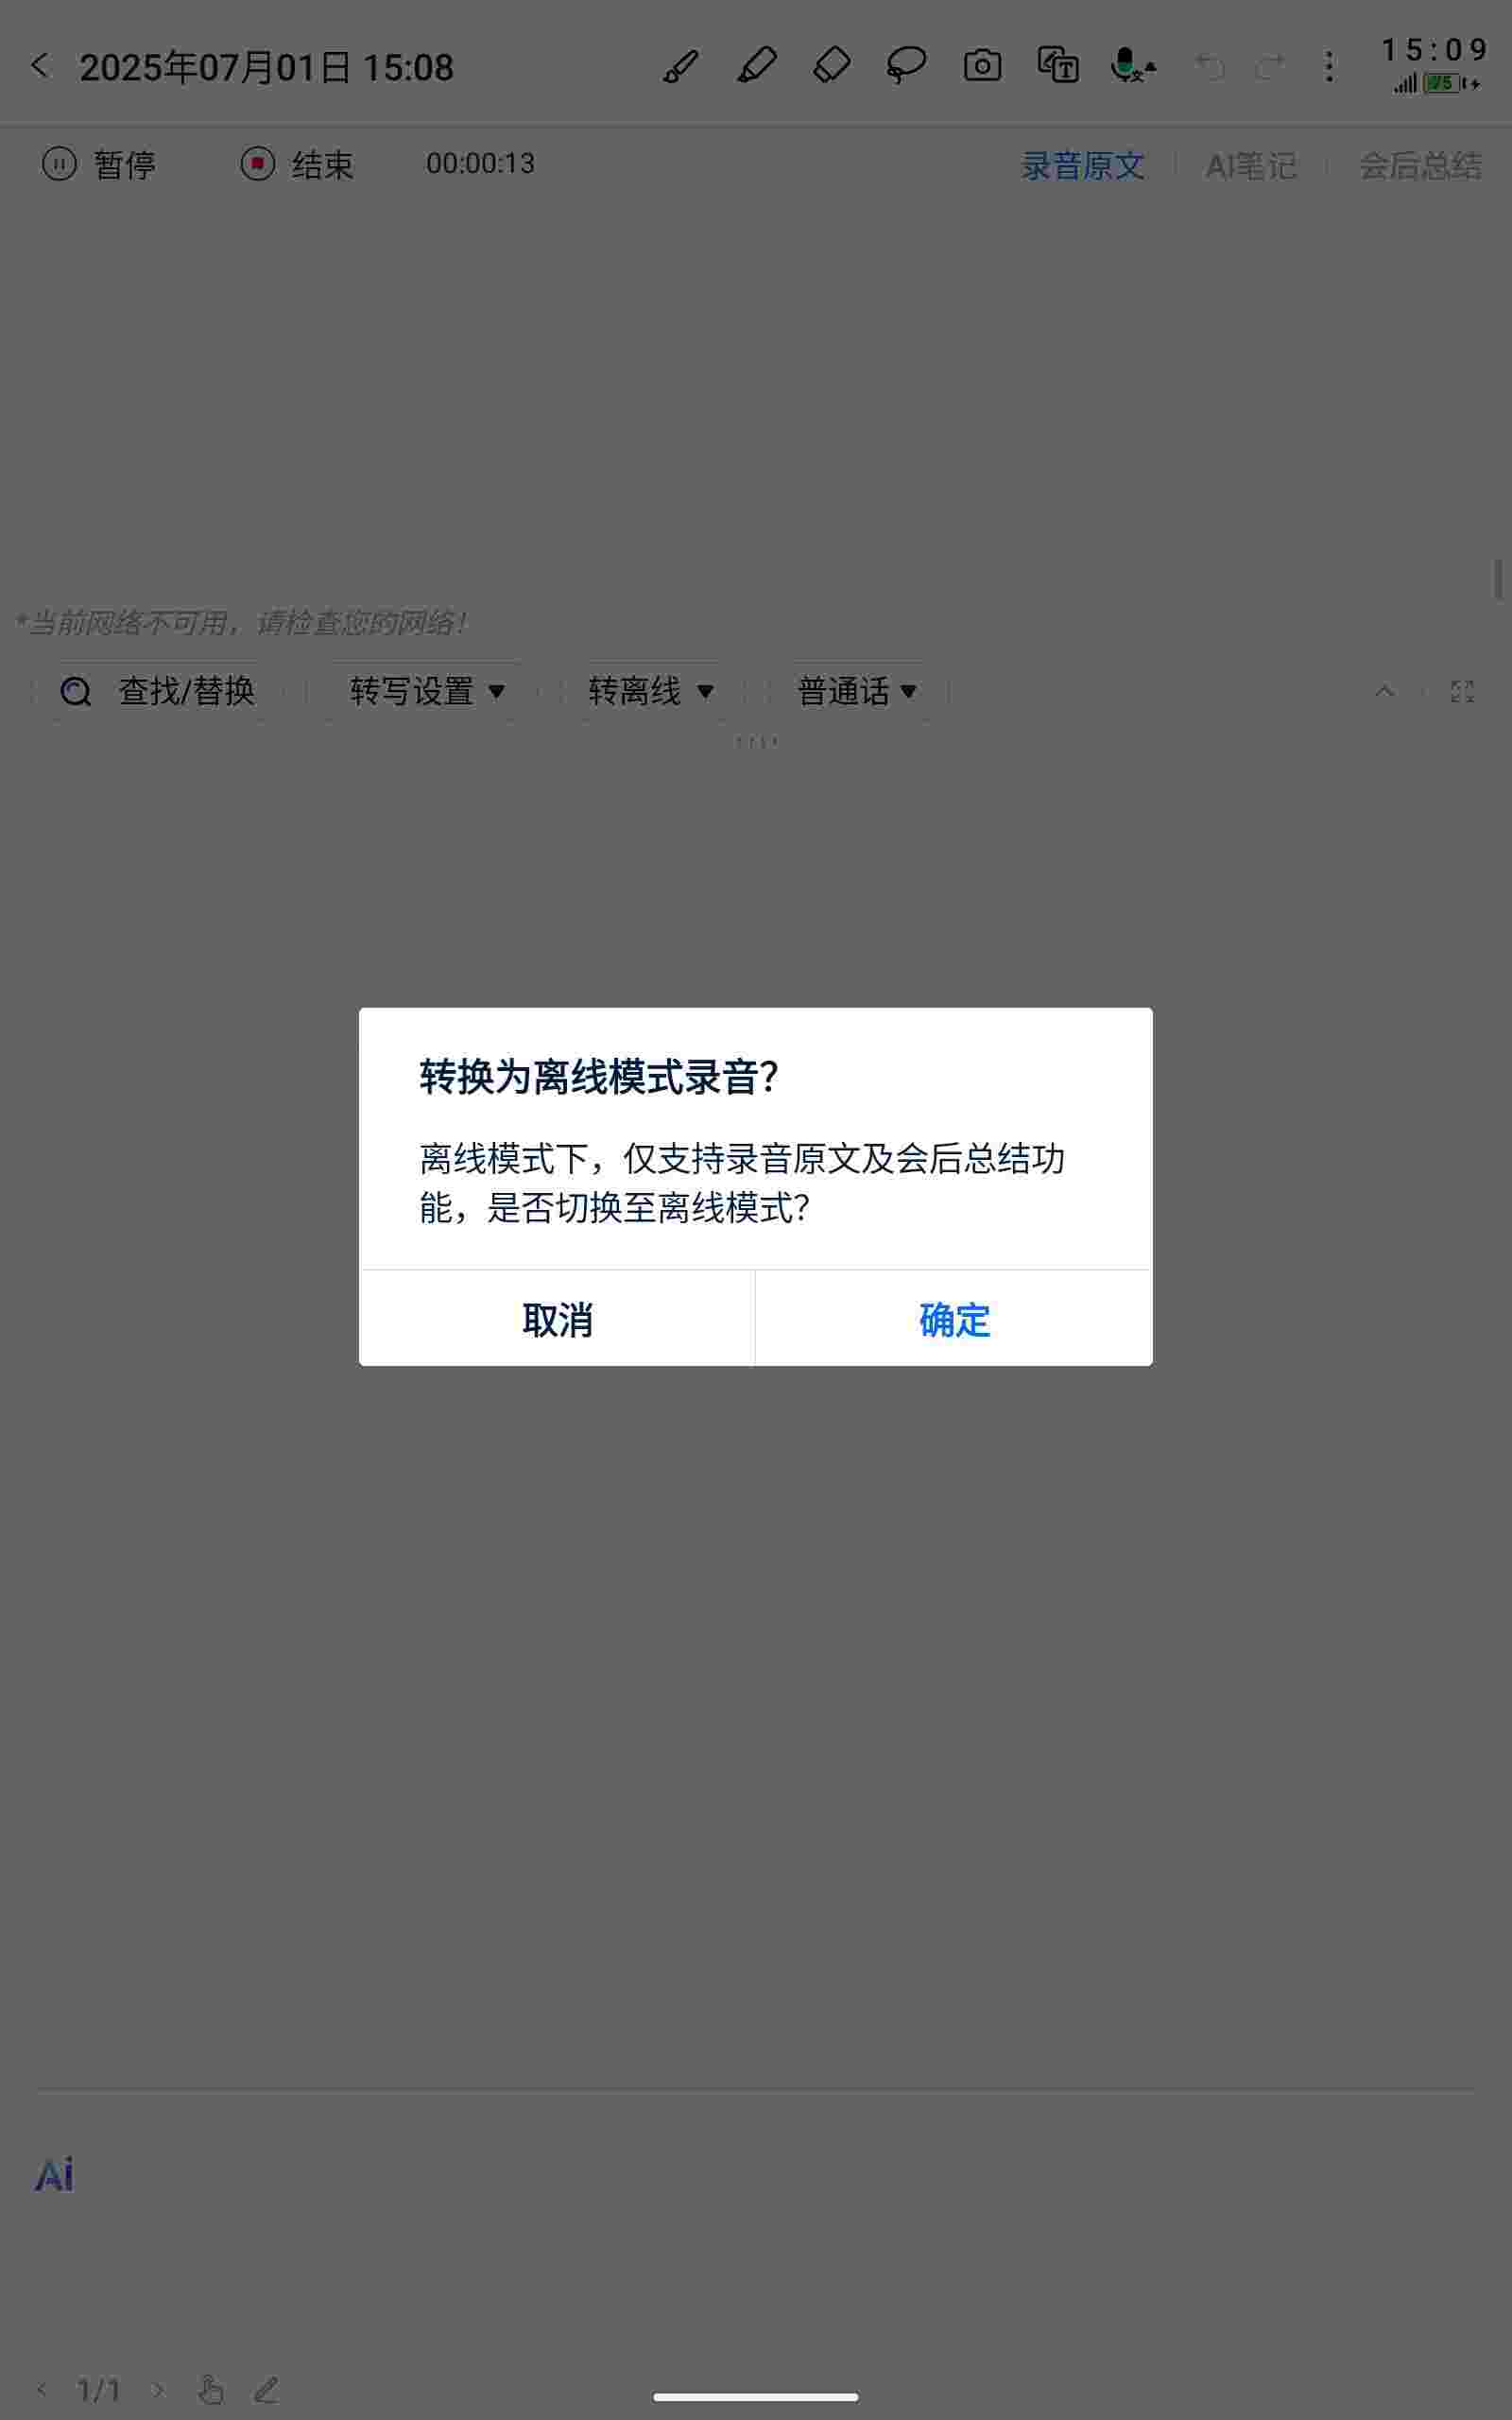 2025年07月01日 15:08
15:09
暂停
结束
00:00:13
录音原文
AI笔记
会后总结
*当前网络不可用，请检查您的网络！
查找/替换
转写设置
转离线
普通话
转换为离线模式录音？
离线模式下，仅支持录音原文及会后总结功
能，是否切换至离线模式？
取消
确定
Ai
1/1